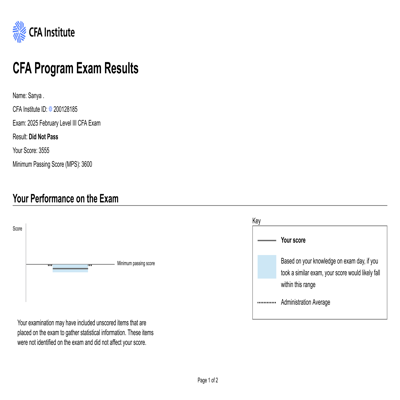 CFA Institute
CFA Program Exam Results
Name: Sanya .
CFA Institute ID: 200128185
Exam: 2025 February Level III CFA Exam
Result: Did Not Pass
Your Score: 3555
Minimum Passing Score (MPS): 3600
Your Performance on the Exam
Score
Minimum passing score
Key
Your score
Based on your knowledge on exam day, if you
took a similar exam, your score would likely fall
within this range
Administration Average
Your examination may have included unscored items that are
placed on the exam to gather statistical information. These items
were not identified on the exam and did not affect your score.
Page 1 of 2